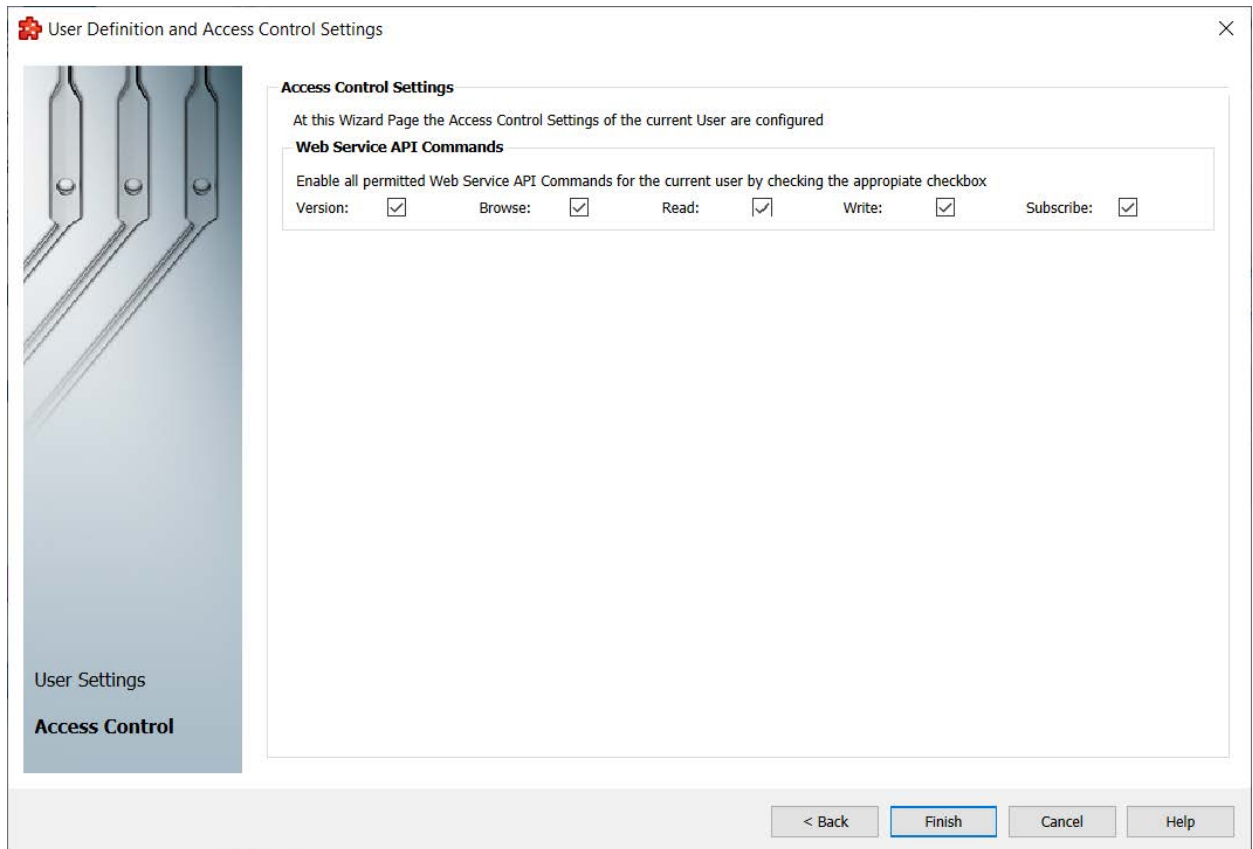 User Definition and Access Control Settings
Access Control Settings
At this Wizard Page the Access Control Settings of the current User are configured
Web Service API Commands
Enable all permitted Web Service API Commands for the current user by checking the appropiate checkbox
Version: Browse: Read: Write: Subscribe:
User Settings
Access Control
< Back Finish Cancel Help